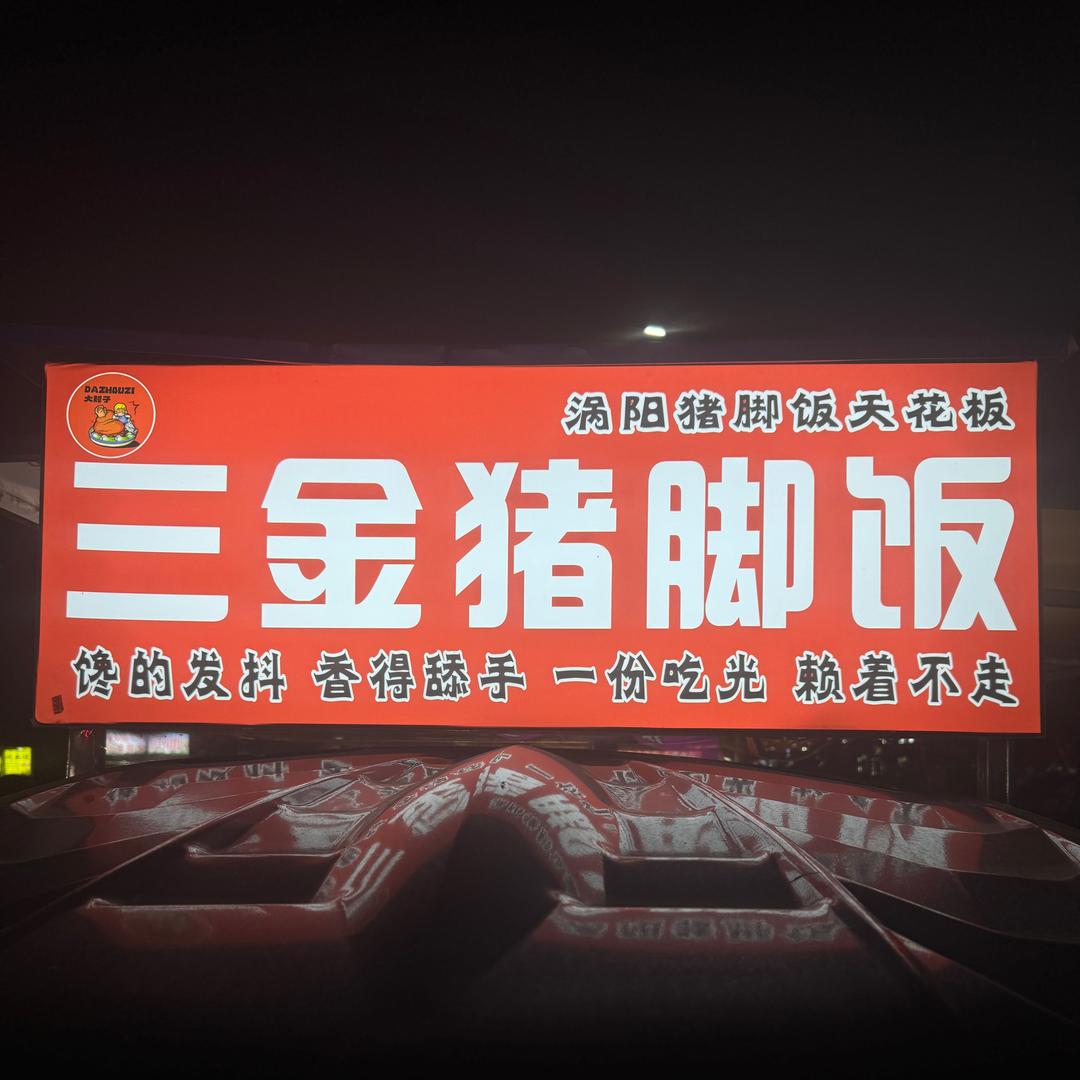 DAZHOUZI
大肘子
涡阳猪脚饭天花板
三金猪脚饭
馋的发抖 香得舔手 一份吃光 赖着不走